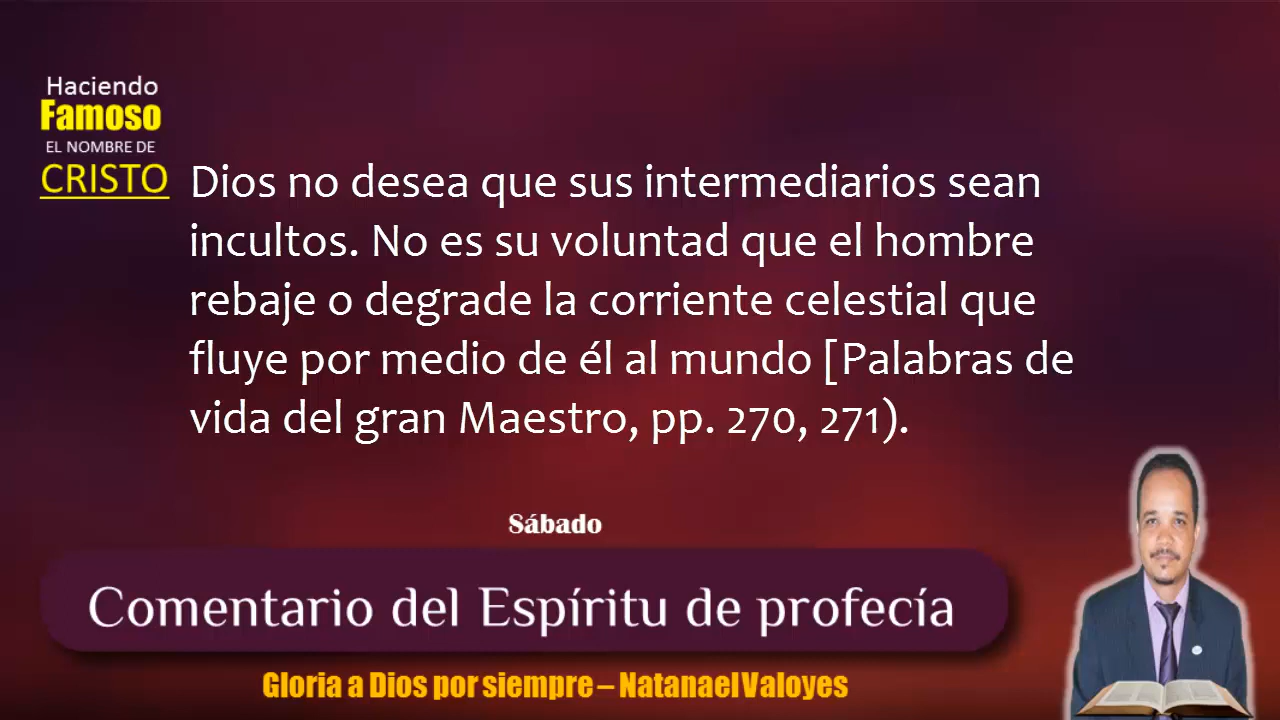 Haciendo
Famoso
EL NOMBRE DE
CRISTO
Dios no desea que sus intermediarios sean
incultos. No es su voluntad que el hombre
rebaje o degrade la corriente celestial que
fluye por medio de él al mundo [Palabras de
vida del gran Maestro, pp. 270, 271).
Sábado
Comentario del Espíritu de profecía
Gloria a Dios por siempre – Natanael Valoyes